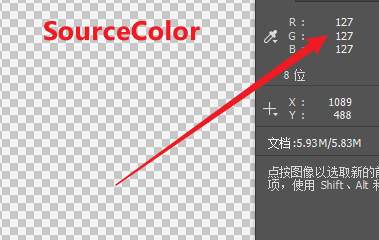 SourceColor
R : 127
G : 127
B : 127
8 位
X : 1089
Y : 488
文档:5.93M/5.83M
点按图像以选取新的前
项，使用 Shift、Alt 和